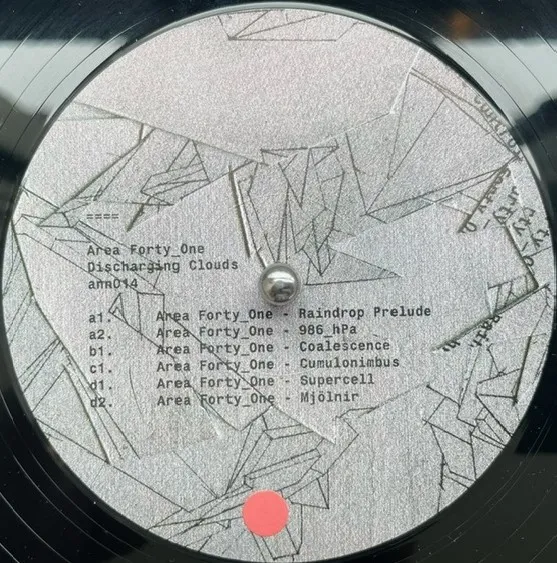 ====
Area Forty_One
Discharging Clouds
ann014
a1. Area Forty_One - Raindrop Prelude
a2. Area Forty_One - 986_hPa
b1. Area Forty_One - Coalescence
c1. Area Forty_One - Cumulonimbus
d1. Area Forty_One - Supercell
d2. Area Forty_One - Mjölnir